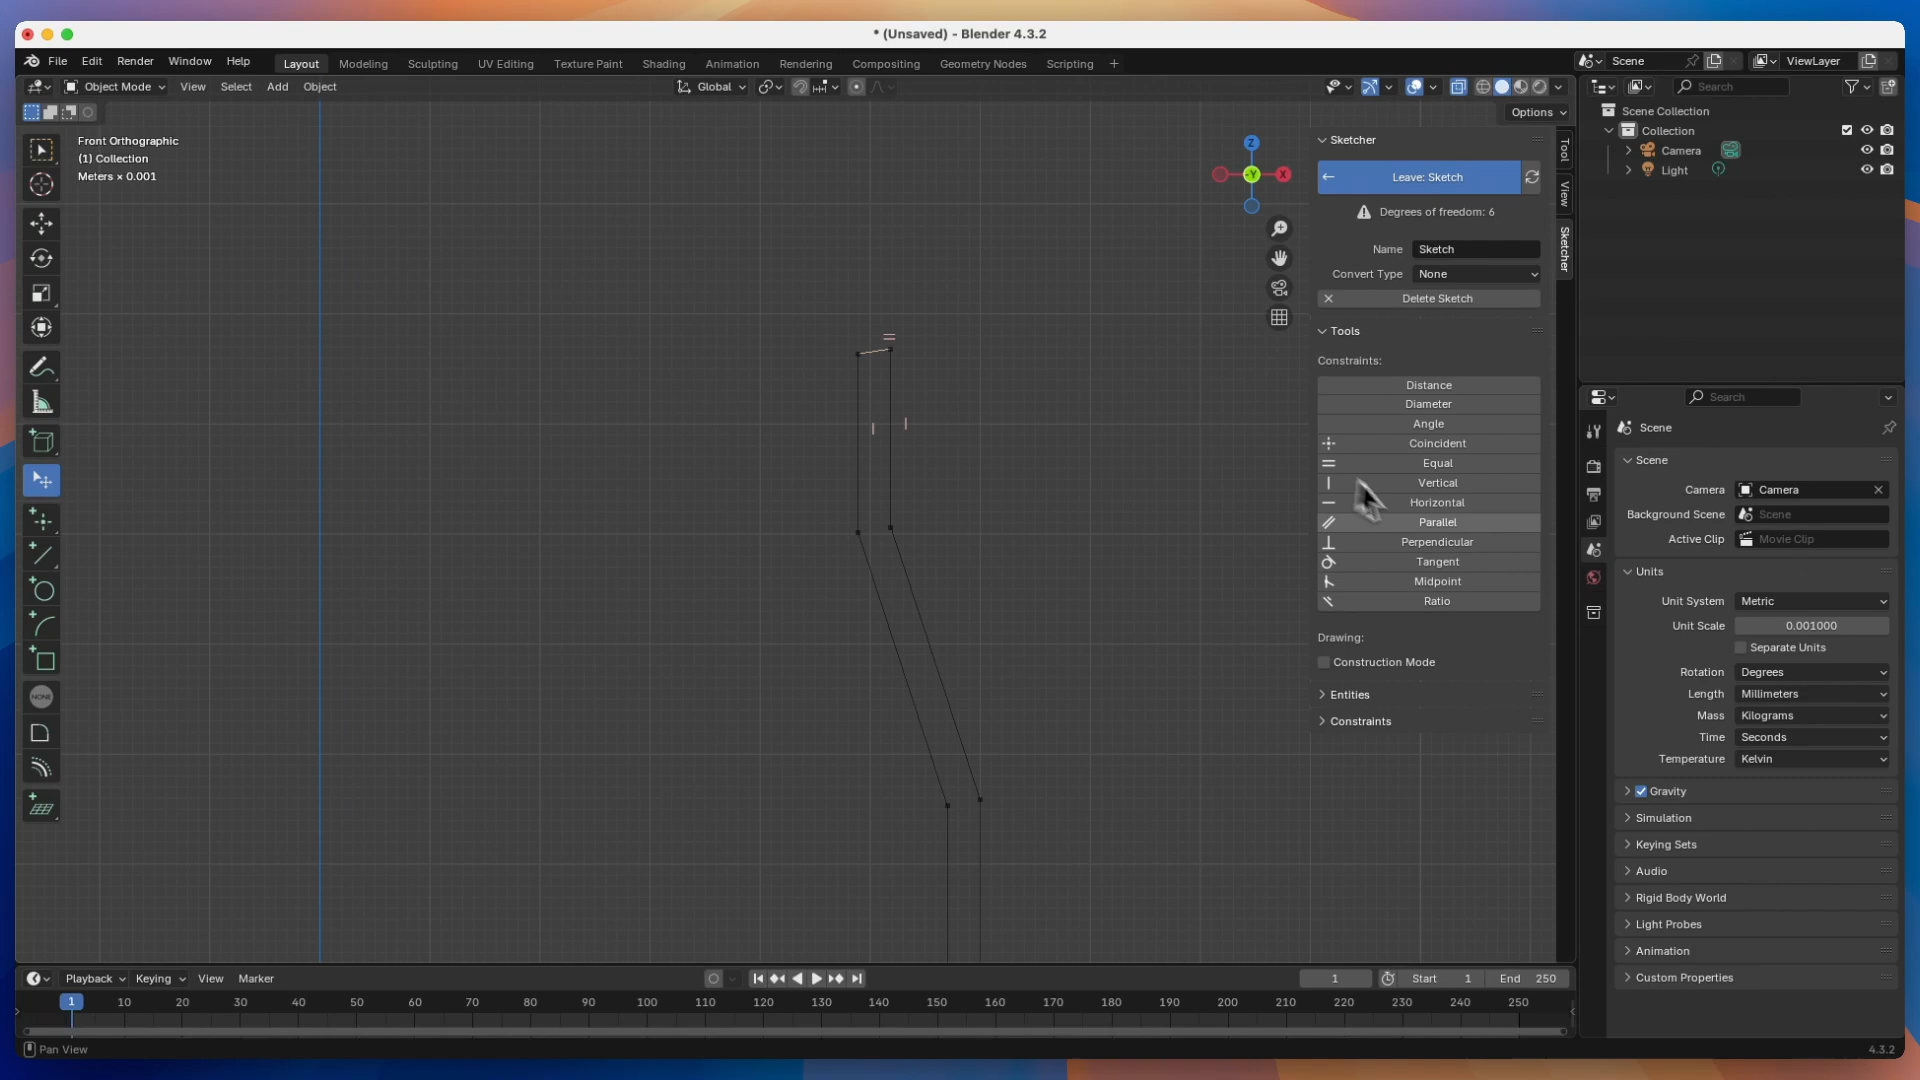 * (Unsaved) - Blender 4.3.2
File Edit Render Window Help
Layout Modeling Sculpting UV Editing Texture Paint Shading Animation Rendering Compositing Geometry Nodes Scripting +
Scene
ViewLayer
Object Mode View Select Add Object
Global
Search
Options
Front Orthographic
(1) Collection
Meters × 0.001
Z
-Y
X
Sketcher
Leave: Sketch
Degrees of freedom: 6
Name Sketch
Convert Type None
Delete Sketch
Tools
Constraints:
Distance
Diameter
Angle
Coincident
Equal
Vertical
Horizontal
Parallel
Perpendicular
Tangent
Midpoint
Ratio
Drawing:
Construction Mode
Entities
Constraints
Tool
View
Sketcher
NONE
Scene Collection
Collection
Camera
Light
Search
Scene
Scene
Camera Camera
Background Scene Scene
Active Clip Movie Clip
Units
Unit System Metric
Unit Scale 0.001000
Separate Units
Rotation Degrees
Length Millimeters
Mass Kilograms
Time Seconds
Temperature Kelvin
Gravity
Simulation
Keying Sets
Audio
Rigid Body World
Light Probes
Animation
Custom Properties
Playback Keying View Marker
1 Start 1 End 250
1 10 20 30 40 50 60 70 80 90 100 110 120 130 140 150 160 170 180 190 200 210 220 230 240 250
Pan View
4.3.2